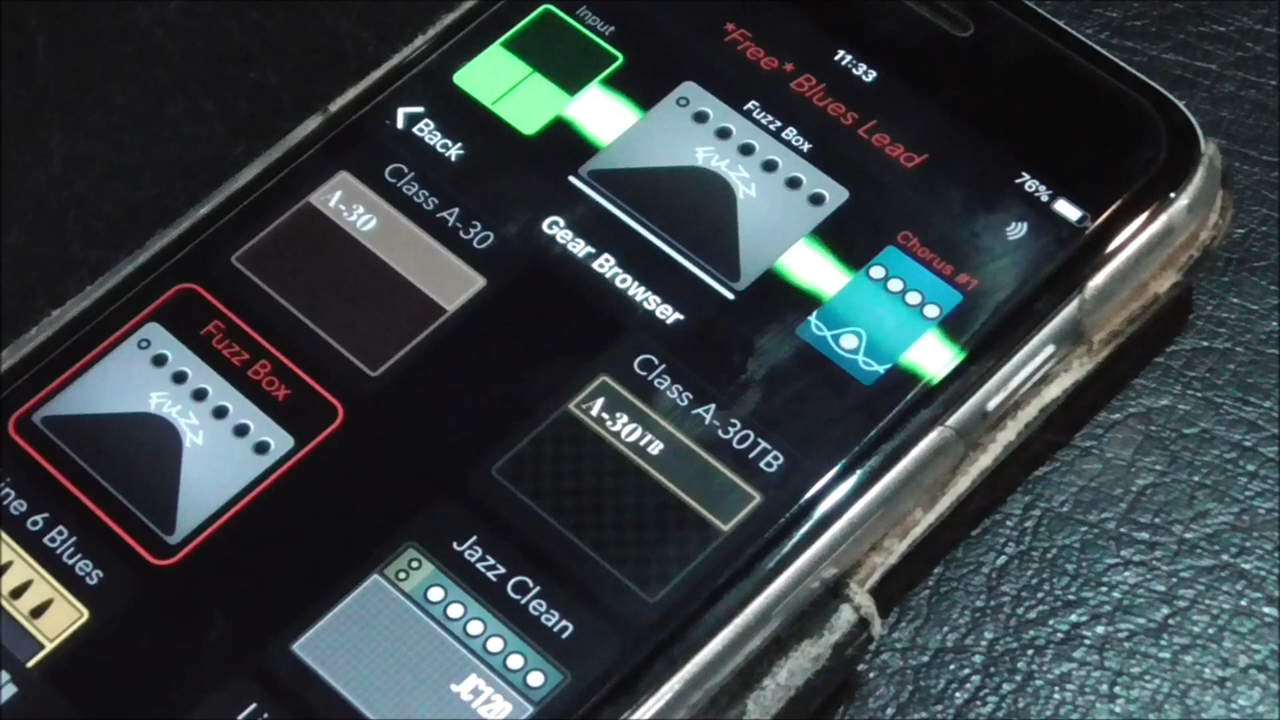 Input
11:33
*Free* Blues Lead
76%
Back
Fuzz Box
fuzz
Chorus #1
Gear Browser
Class A-30
A-30
Class A-30TB
A-30TB
Fuzz Box
fuzz
Jazz Clean
JC120
6 Blues